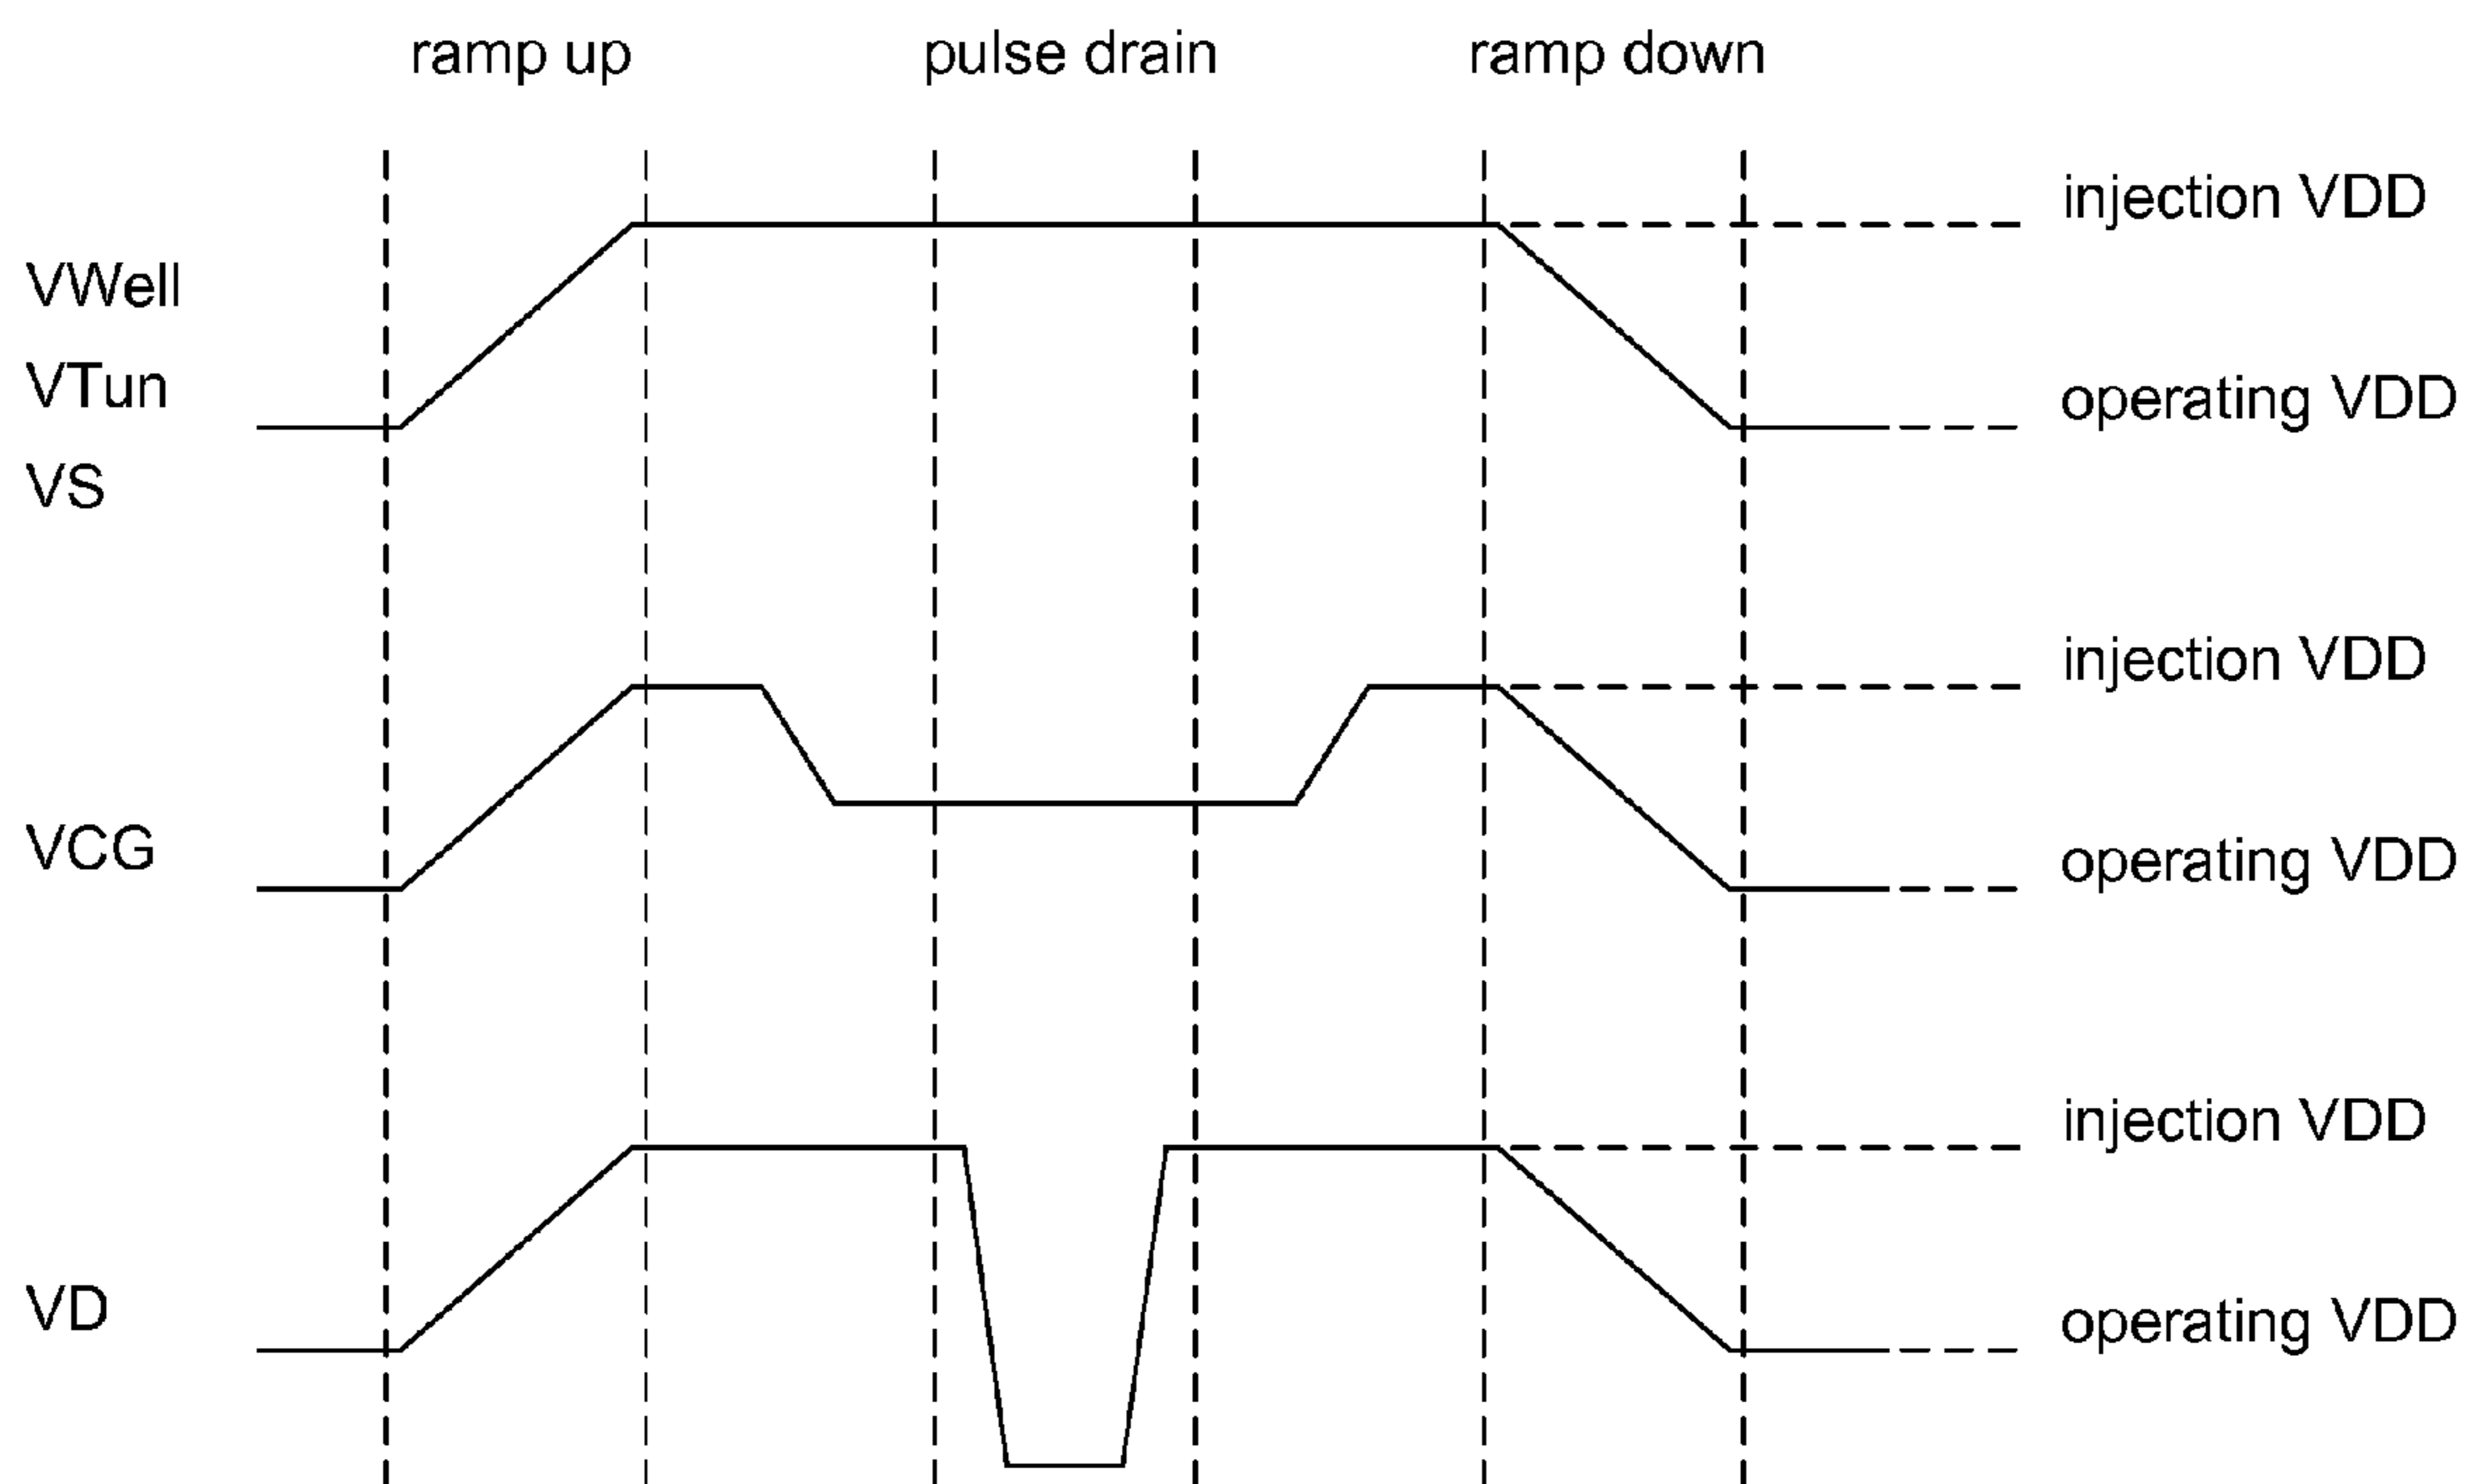 ramp up pulse drain ramp down
injection VDD
VWell
VTun
operating VDD
VS
injection VDD
VCG
operating VDD
injection VDD
VD
operating VDD